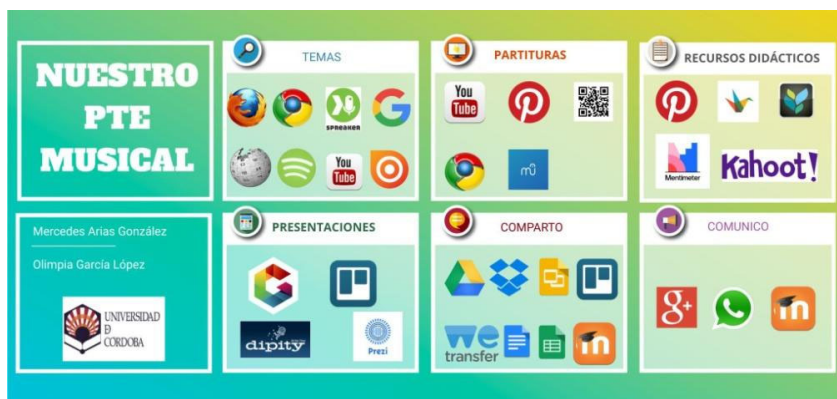 NUESTRO
PTE
MUSICAL
TEMAS
SPREAKER
You
Tube
PARTITURAS
You
Tube
mu
RECURSOS DIDÁCTICOS
Mentimeter
Kahoot!
Mercedes Arias González
Olimpia García López
UNIVERSIDAD
D
CORDOBA
PRESENTACIONES
dipity
Prezi
COMPARTO
we
transfer
m
COMUNICO
g+
m